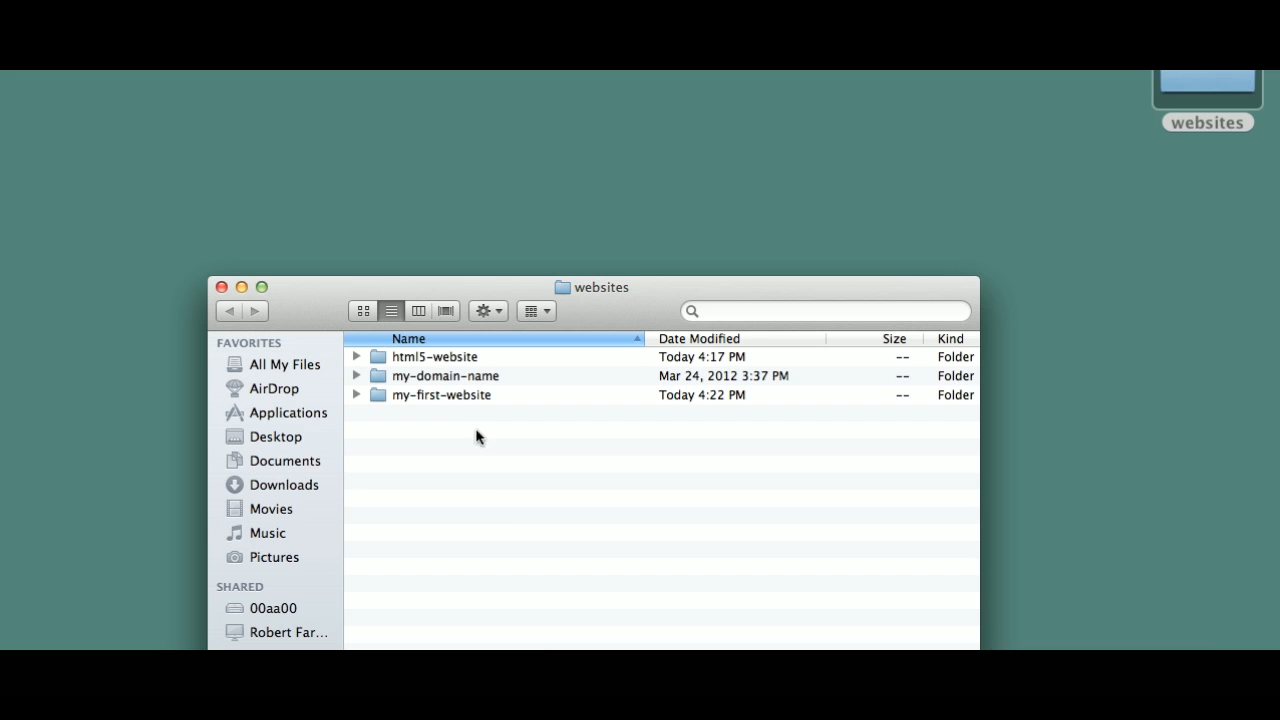 websites
websites
Name Date Modified Size Kind
FAVORITES
All My Files
AirDrop
Applications
Desktop
Documents
Downloads
Movies
Music
Pictures
SHARED
00aa00
Robert Far...
html5-website Today 4:17 PM -- Folder
my-domain-name Mar 24, 2012 3:37 PM -- Folder
my-first-website Today 4:22 PM -- Folder